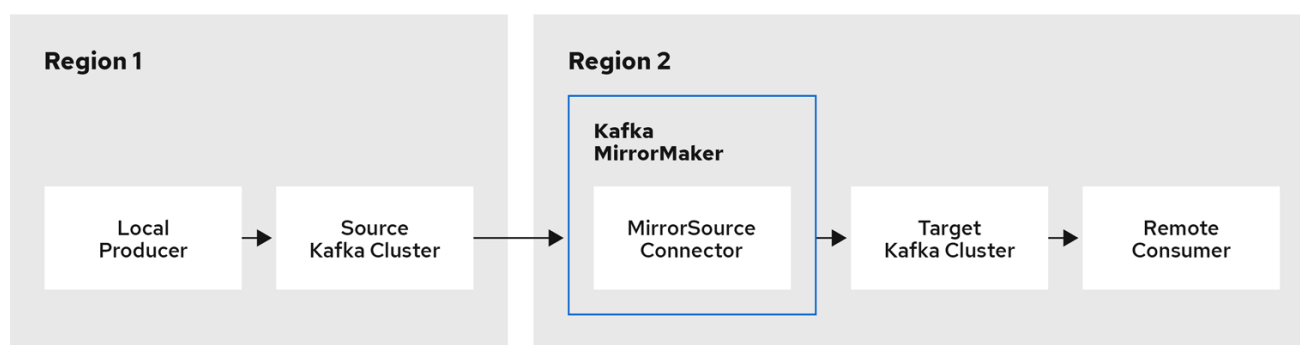 Region 1
Region 2
Kafka
MirrorMaker
Local
Producer
Source
Kafka Cluster
MirrorSource
Connector
Target
Kafka Cluster
Remote
Consumer